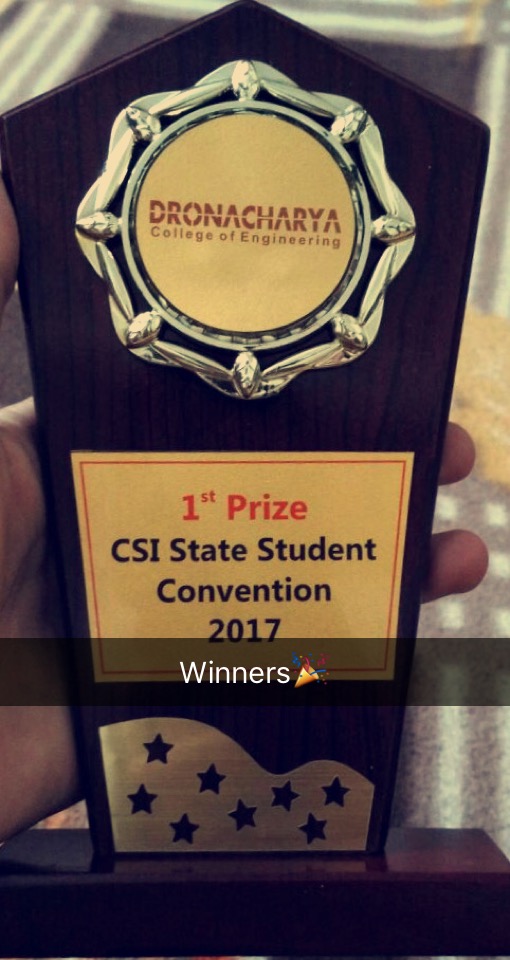 DRONACHARYA
College of Engineering
1st Prize
CSI State Student
Convention
2017
Winners🎉